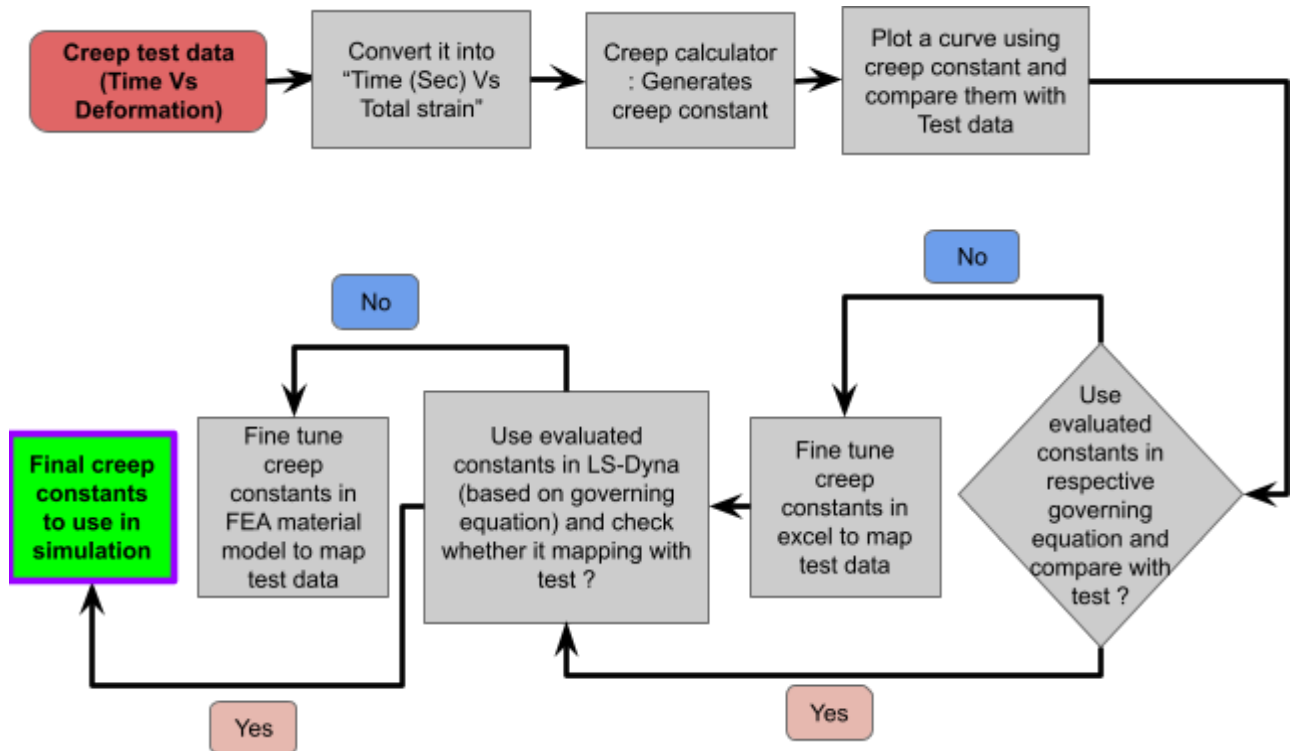 Creep test data
(Time Vs
Deformation)
Convert it into
“Time (Sec) Vs
Total strain”
Creep calculator
: Generates
creep constant
Plot a curve using
creep constant and
compare them with
Test data
No
No
Final creep
constants
to use in
simulation
Fine tune
creep
constants in
FEA material
model to map
test data
Use evaluated
constants in LS-Dyna
(based on governing
equation) and check
whether it mapping with
test ?
Fine tune
creep
constants in
excel to map
test data
Use
evaluated
constants in
respective
governing
equation and
compare with
test ?
Yes
Yes